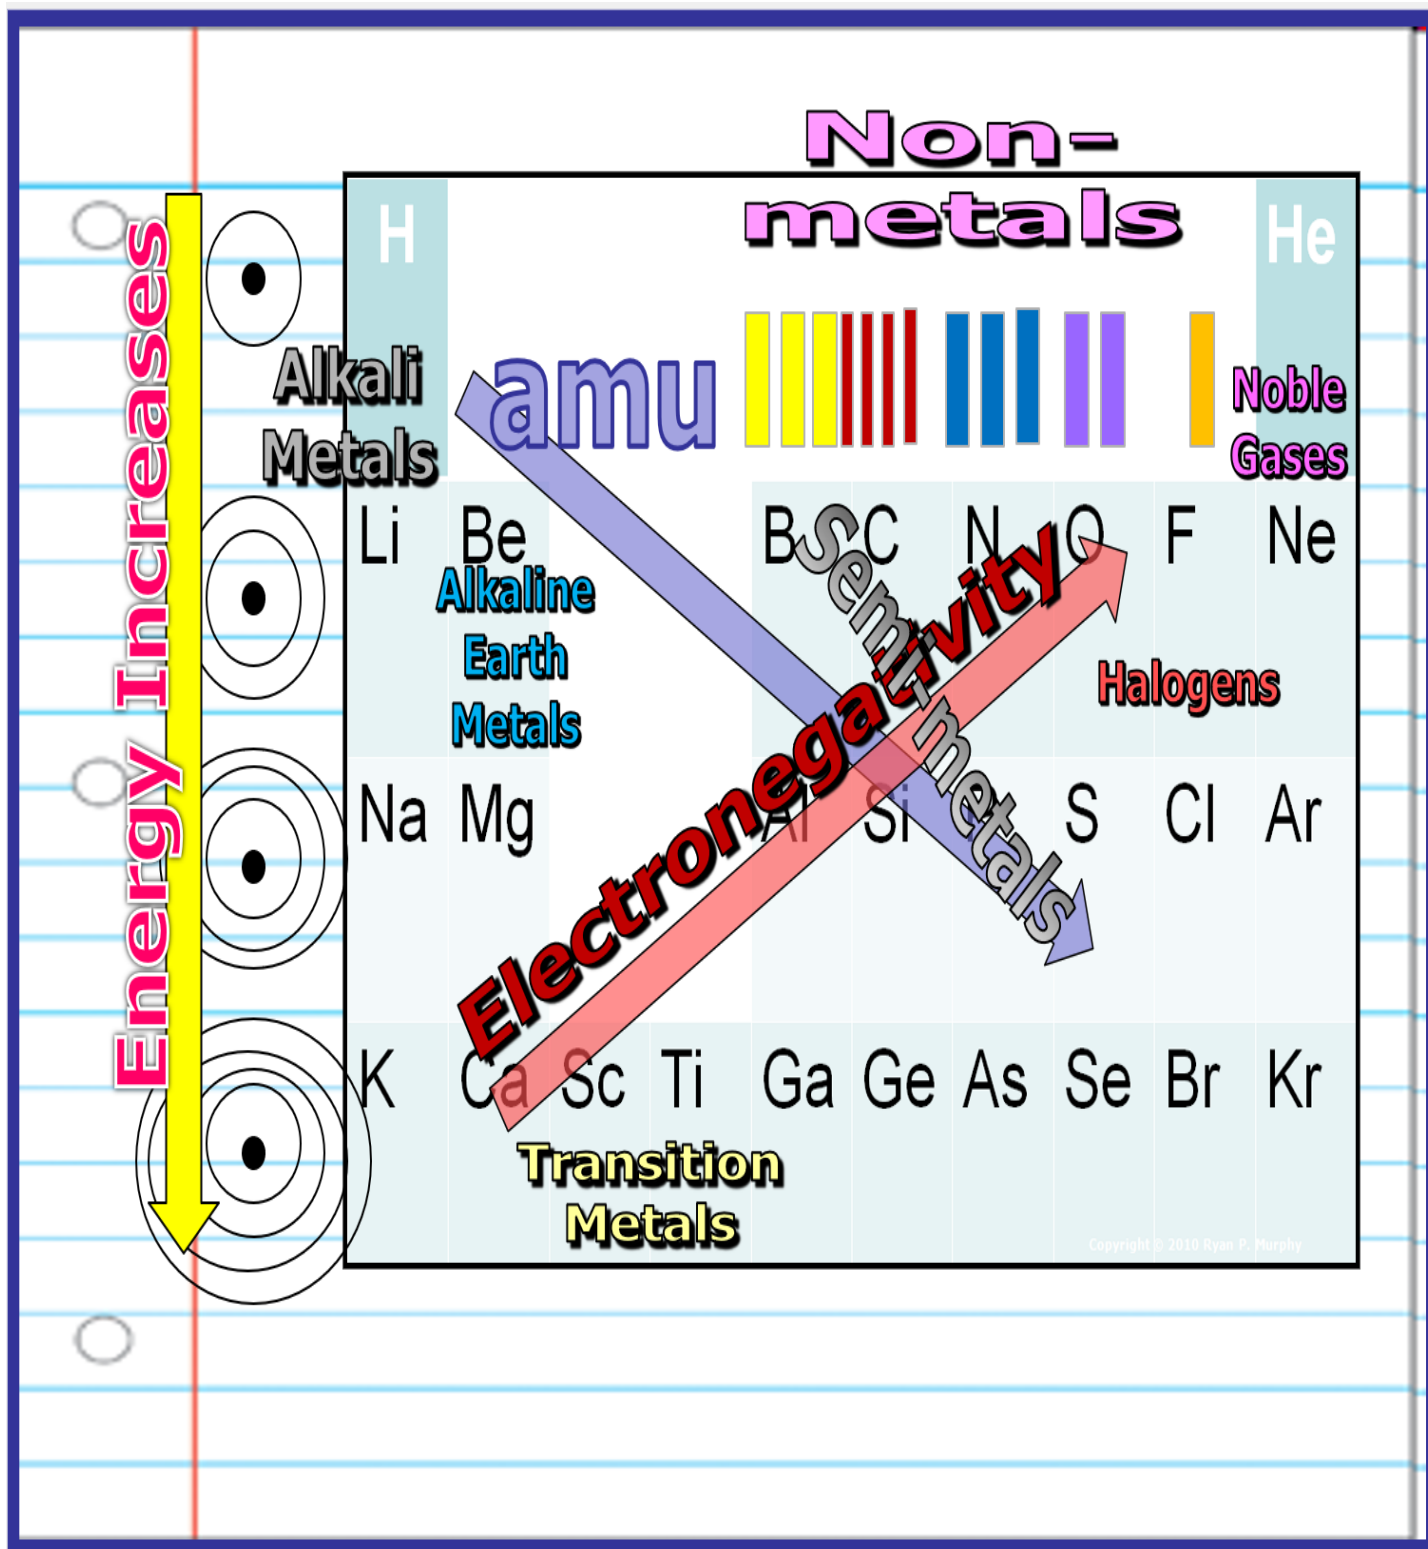 Non-
metals
H
He
Energy Increases
Alkali
Metals
amu
Noble
Gases
Li Be B C N O F Ne
Alkaline
Earth
Metals
Semi-metals
Electronegativity
Halogens
Na Mg Al Si S Cl Ar
K Ca Sc Ti Ga Ge As Se Br Kr
Transition
Metals
Copyright © 2010 Ryan P. Murphy